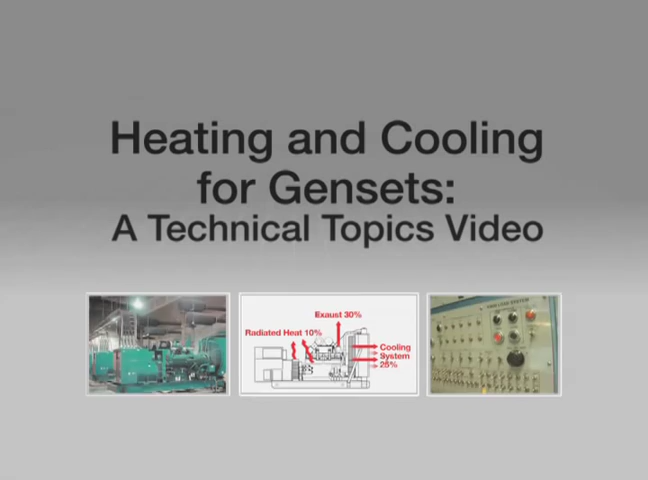 Heating and Cooling
for Gensets:
A Technical Topics Video
Exaust 30%
Radiated Heat 10%
Cooling
System
25%